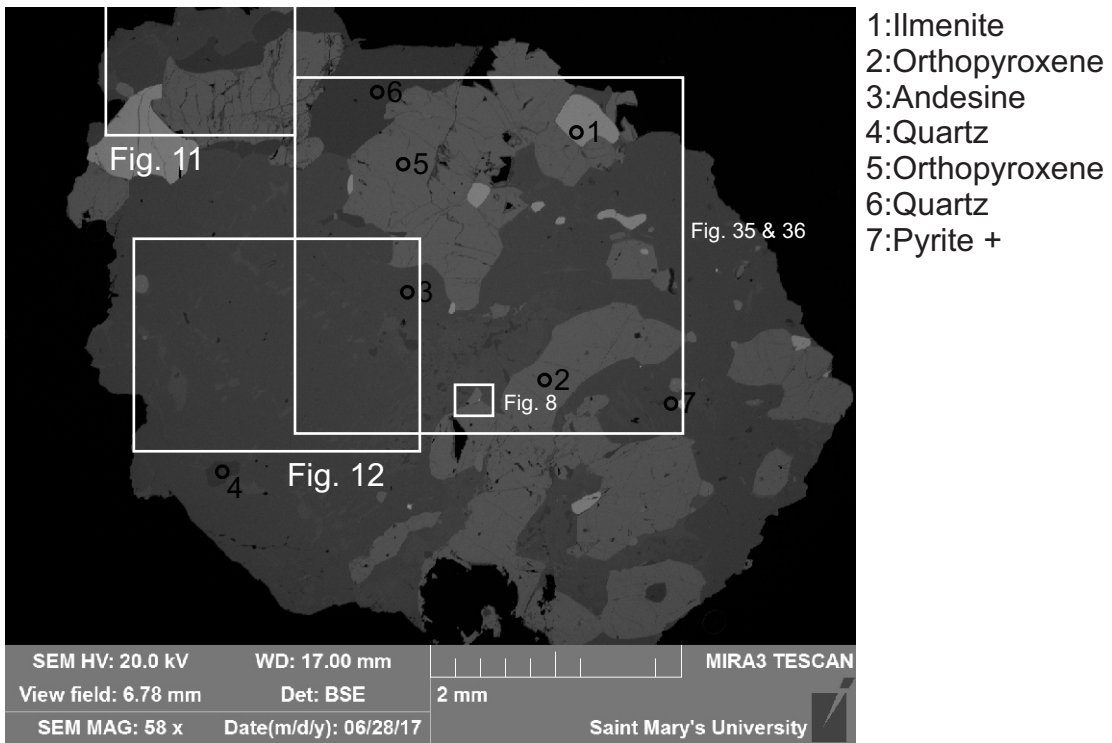 1:Ilmenite
2:Orthopyroxene
3:Andesine
4:Quartz
5:Orthopyroxene
6:Quartz
7:Pyrite +
6
1
Fig. 11
5
Fig. 35 & 36
3
2
Fig. 8
7
Fig. 12
4
SEM HV: 20.0 kV WD: 17.00 mm MIRA3 TESCAN
View field: 6.78 mm Det: BSE 2 mm
SEM MAG: 58 x Date(m/d/y): 06/28/17 Saint Mary's University